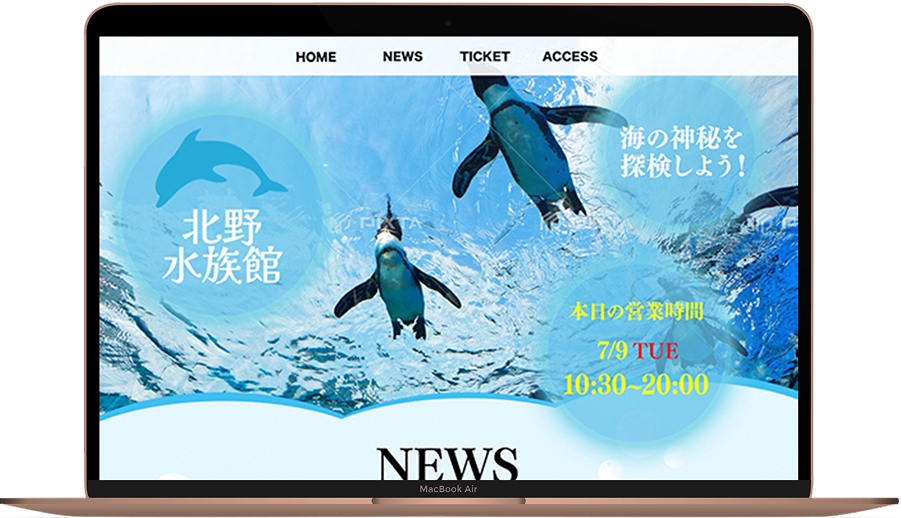 HOME NEWS TICKET ACCESS
海の神秘を
探検しよう!
北野
水族館
PIXTA
本日の営業時間
7/9 TUE
10:30~20:00
NEWS
MacBook Air